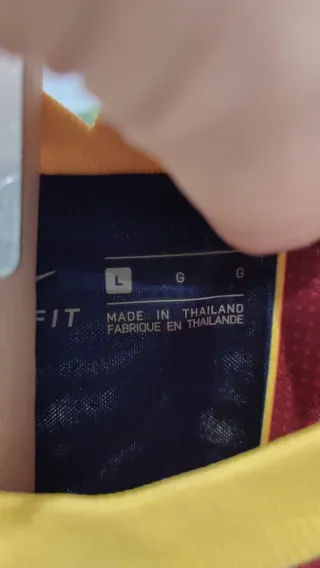 L G G
FIT
MADE IN THAILAND
FABRIQUE EN THAILANDE